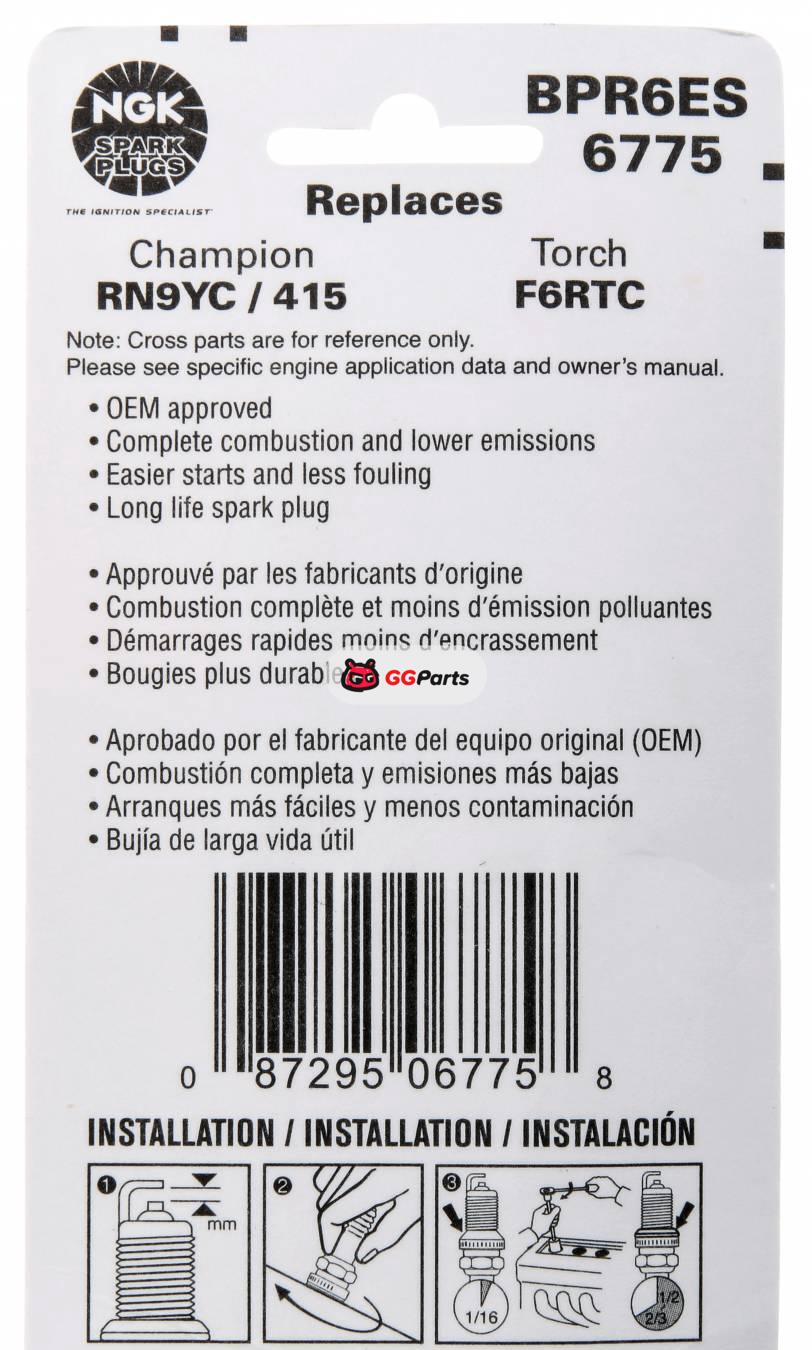 NGK
SPARK
PLUGS
THE IGNITION SPECIALIST
BPR6ES
6775
Replaces
Champion
RN9YC / 415
Torch
F6RTC
Note: Cross parts are for reference only.
Please see specific engine application data and owner's manual.
• OEM approved
• Complete combustion and lower emissions
• Easier starts and less fouling
• Long life spark plug
• Approuvé par les fabricants d'origine
• Combustion complète et moins d'émission polluantes
• Démarrages rapides moins d'encrassement
• Bougies plus durable
GGParts
• Aprobado por el fabricante del equipo original (OEM)
• Combustión completa y emisiones más bajas
• Arranques más fáciles y menos contaminación
• Bujía de larga vida útil
0 87295 06775 8
INSTALLATION / INSTALLATION / INSTALACIÓN
1
mm
2
3
1/16
1/2
2/3